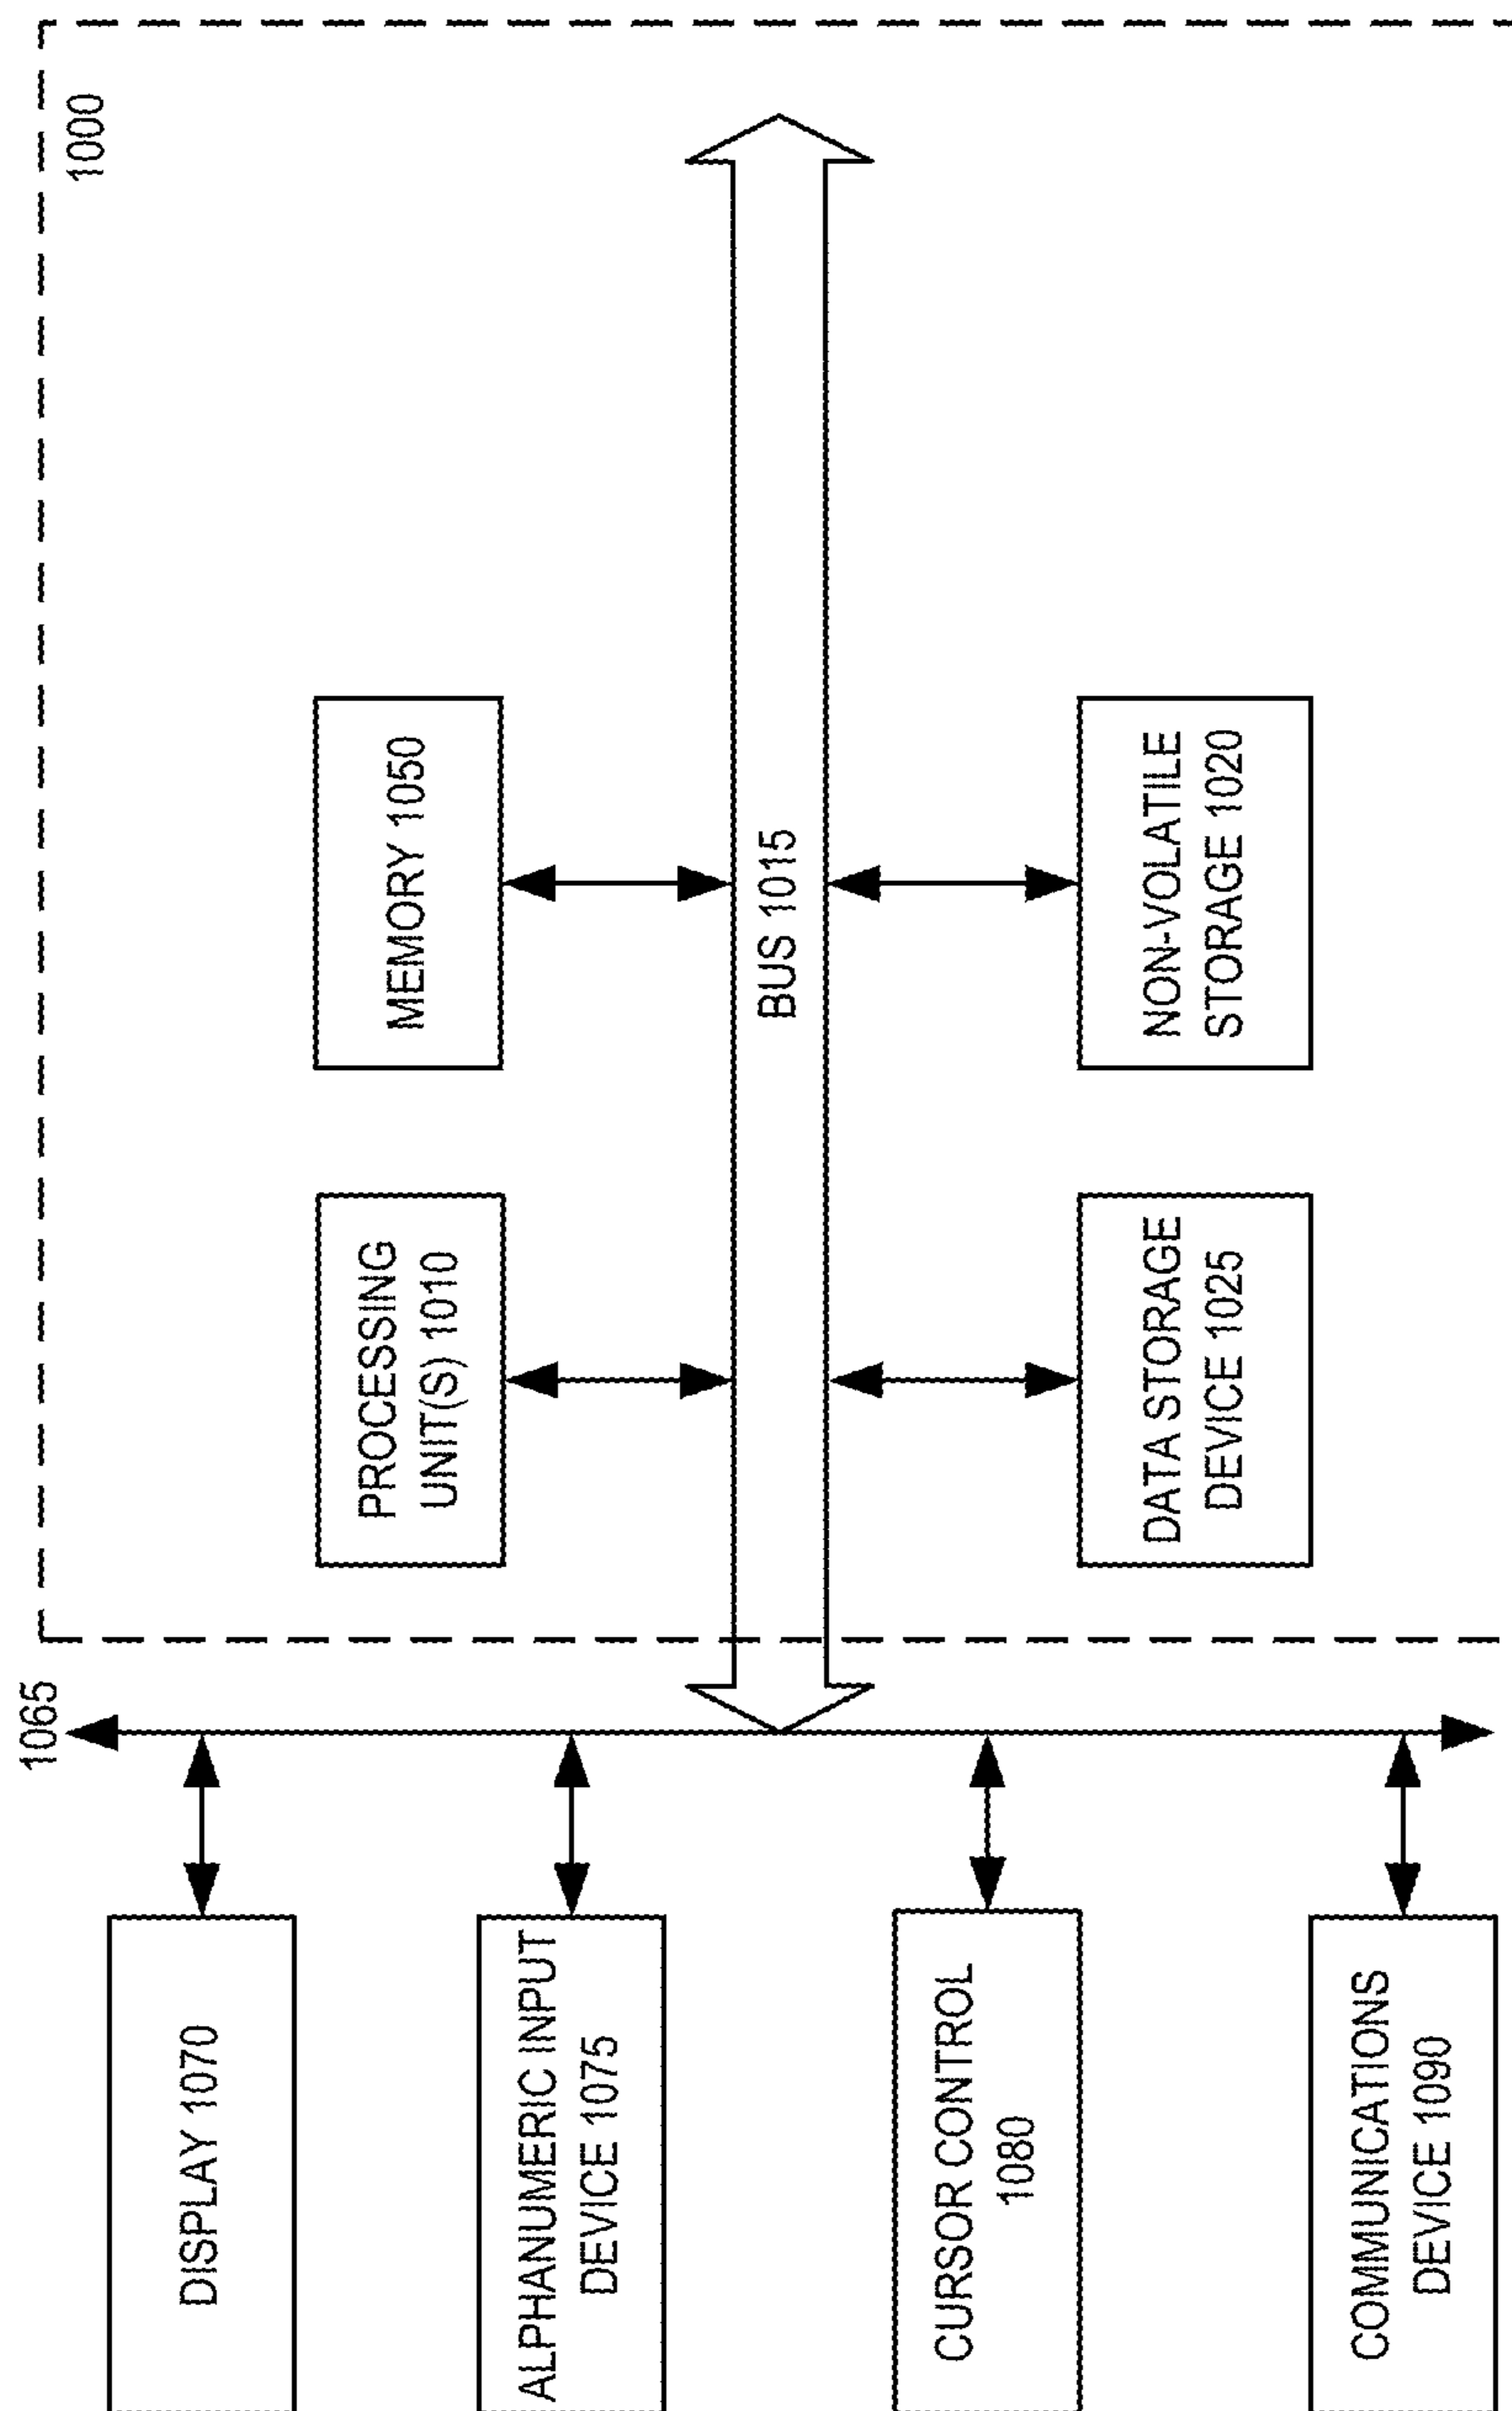 1000
MEMORY 1050
PROCESSING
UNIT(S) 1010
BUS 1015
NON-VOLATILE
STORAGE 1020
DATA STORAGE
DEVICE 1025
1065
DISPLAY 1070
ALPHANUMERIC INPUT
DEVICE 1075
CURSOR CONTROL
1080
COMMUNICATIONS
DEVICE 1090